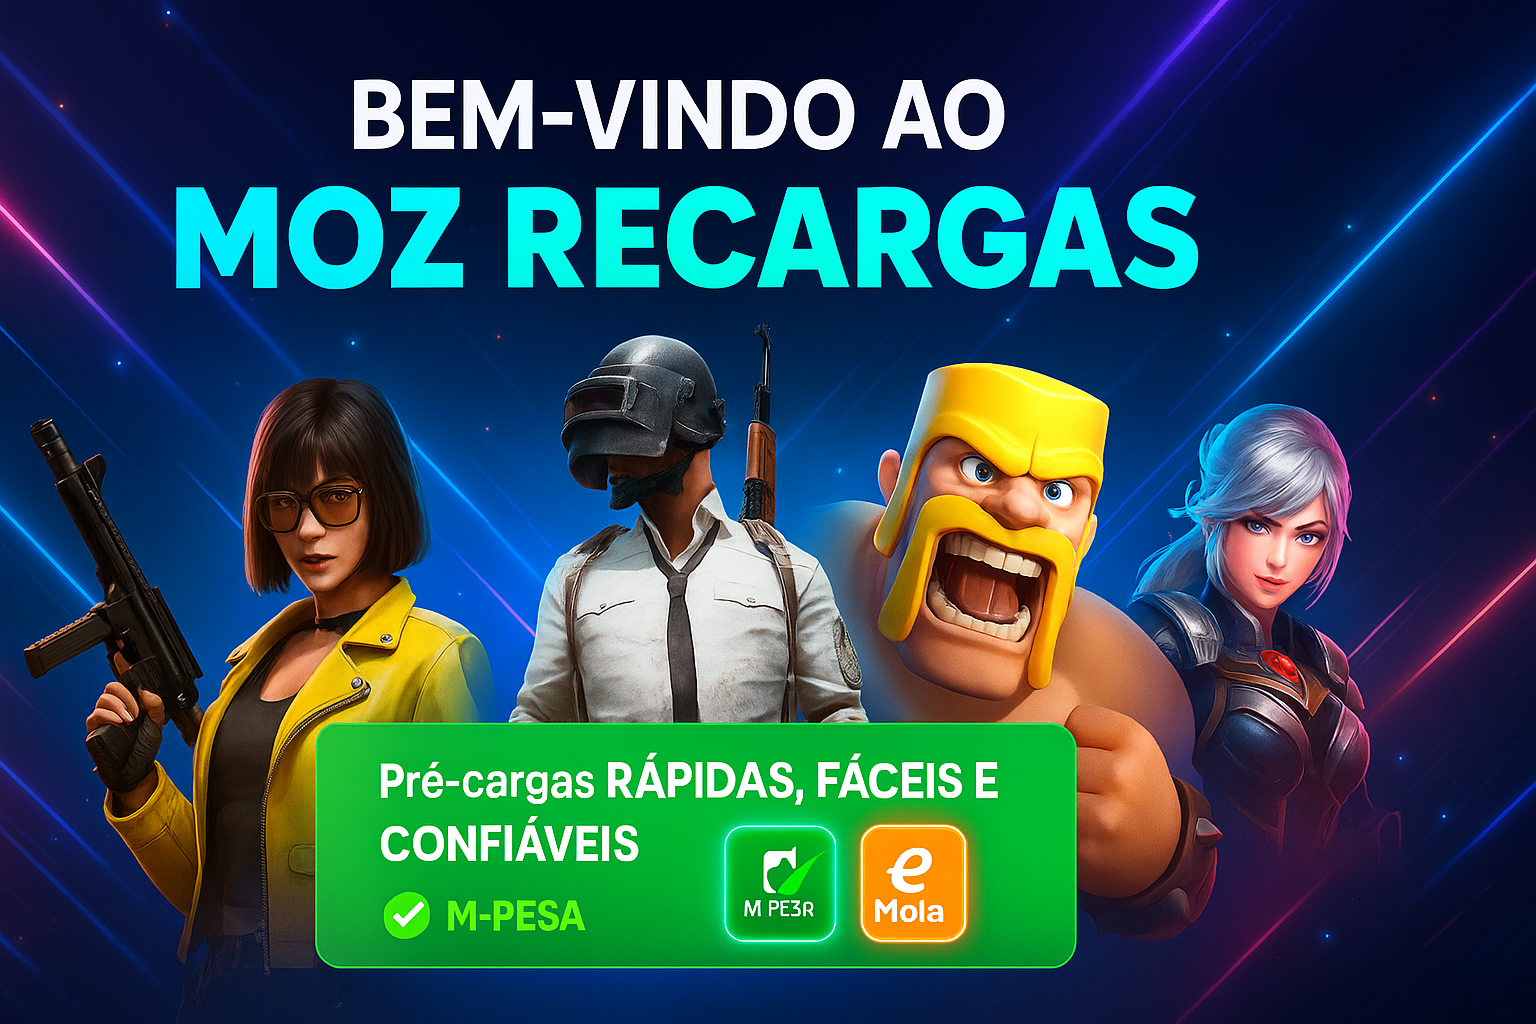 BEM-VINDO AO
MOZ RECARGAS
Pré-cargas RÁPIDAS, FÁCEIS E
CONFIÁVEIS
M-PESA
M PE3R
e
Mola